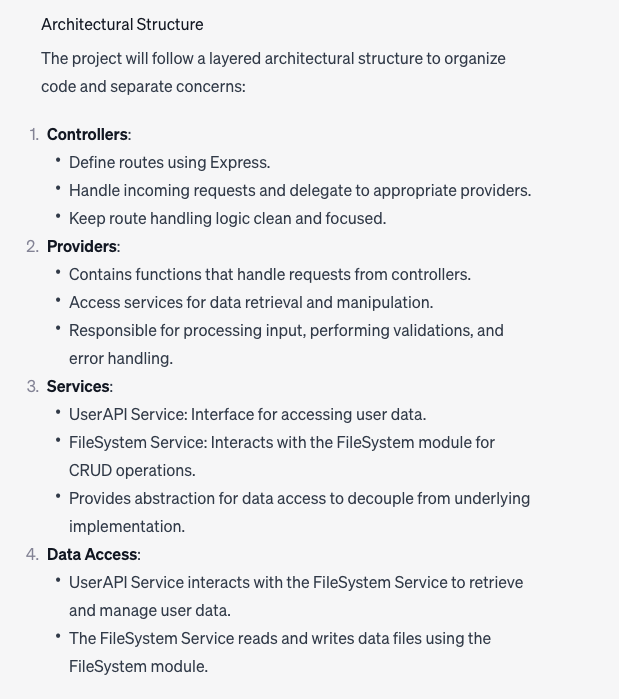 Architectural Structure
The project will follow a layered architectural structure to organize
code and separate concerns:
1. Controllers:
• Define routes using Express.
• Handle incoming requests and delegate to appropriate providers.
• Keep route handling logic clean and focused.
2. Providers:
• Contains functions that handle requests from controllers.
• Access services for data retrieval and manipulation.
• Responsible for processing input, performing validations, and
error handling.
3. Services:
• UserAPI Service: Interface for accessing user data.
• FileSystem Service: Interacts with the FileSystem module for
CRUD operations.
• Provides abstraction for data access to decouple from underlying
implementation.
4. Data Access:
• UserAPI Service interacts with the FileSystem Service to retrieve
and manage user data.
• The FileSystem Service reads and writes data files using the
FileSystem module.